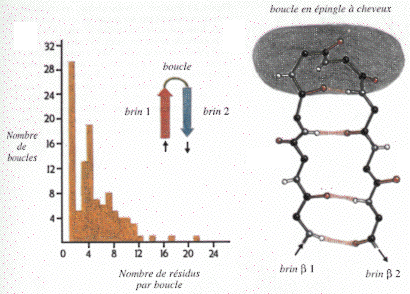 boucle en épingle à cheveux
32
28
24
20
16
12
8
4
boucle
brin 1
brin 2
Nombre
de
boucles
0
4
8
12
16
20
24
Nombre de résidus
par boucle
brin β 1
brin β 2